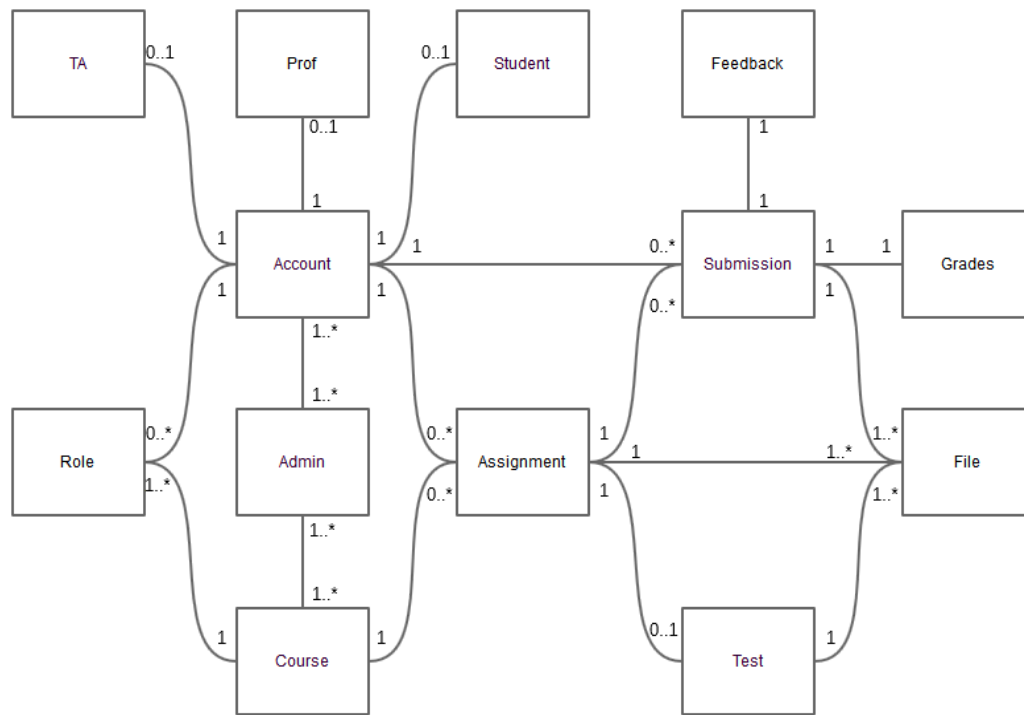 TA
Prof
Student
Feedback
0..1
0..1
0..1
1
1
1
1
1
1
0..*
1
1
Account
Submission
Grades
1
1
0..*
1
1..*
1..*
0..*
0..*
1
1
1..*
1..*
Role
Admin
Assignment
File
1..*
0..*
1
1..*
1..*
1..*
1
1
0..1
1
Course
Test